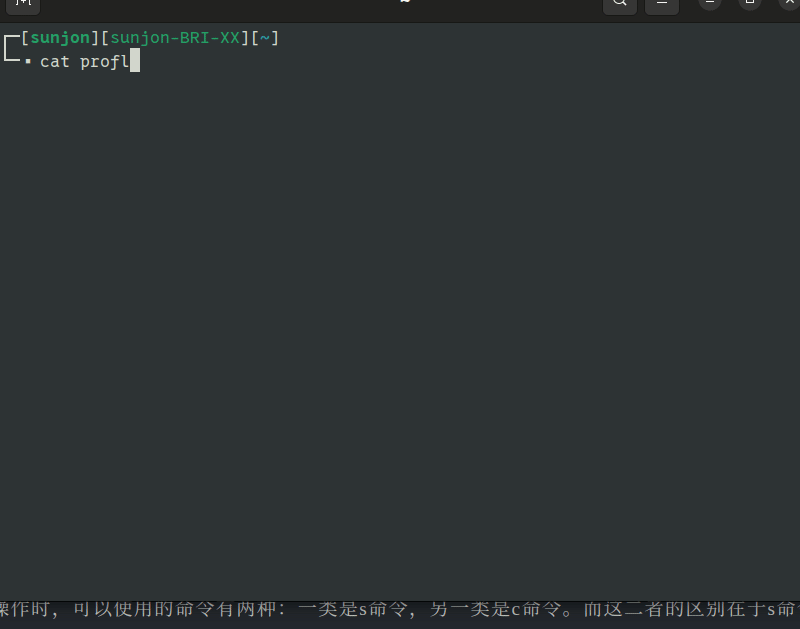 ~
[sunjon][sunjon-BRI-XX][~]
▪ cat profl
操作时，可以使用的命令有两种：一类是s命令，另一类是c命令。而这二者的区别在于s命